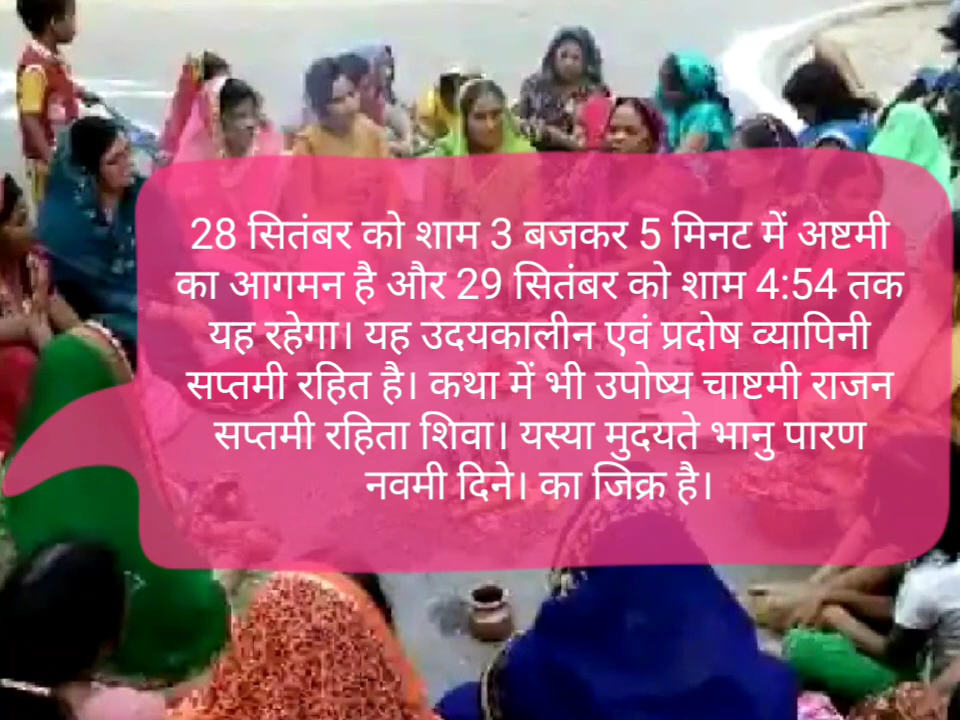 28 सितंबर को शाम 3 बजकर 5 मिनट में अष्टमी
का आगमन है और 29 सितंबर को शाम 4:54 तक
यह रहेगा। यह उदयकालीन एवं प्रदोष व्यापिनी
सप्तमी रहित है। कथा में भी उपोष्य चाष्टमी राजन
सप्तमी रहिता शिवा। यस्या मुदयते भानु पारण
नवमी दिने। का जिक्र है।